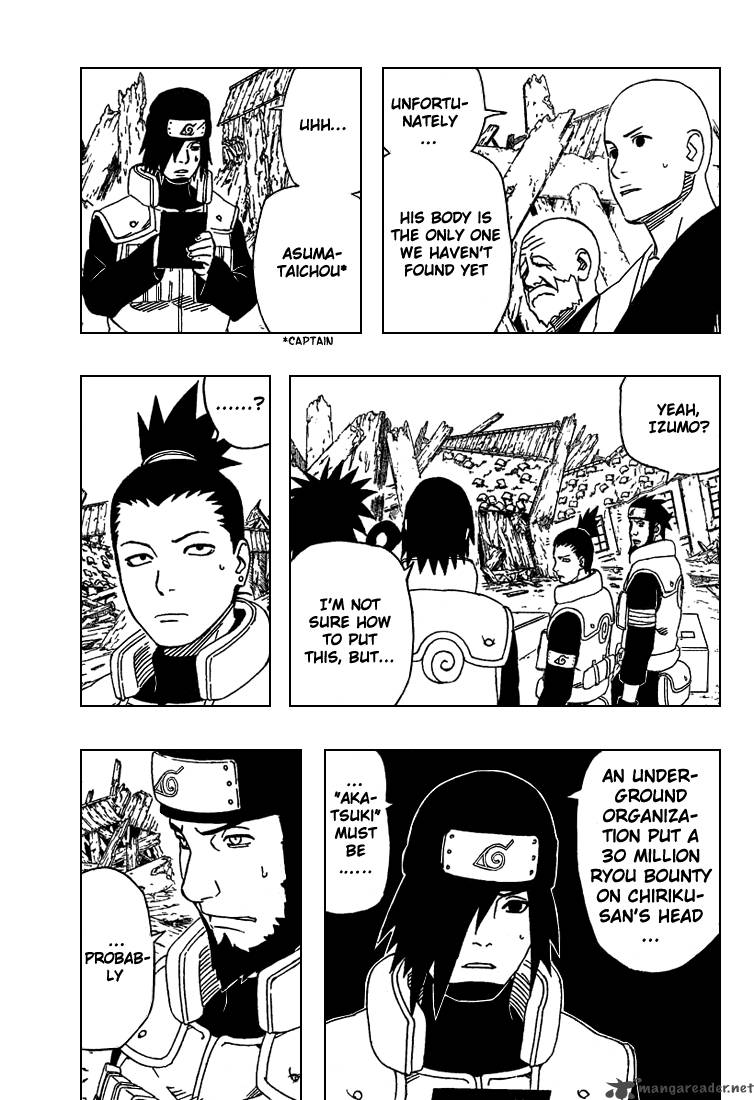 UNFORTU-
NATELY
...
HIS BODY IS
THE ONLY ONE
WE HAVEN'T
FOUND YET
UHH...
ASUMA-
TAICHOU*
*CAPTAIN
YEAH,
IZUMO?
I'M NOT
SURE HOW
TO PUT
THIS, BUT...
......?
AN UNDER-
GROUND
ORGANIZA-
TION PUT A
30 MILLION
RYOU BOUNTY
ON CHIRIKU-
SAN'S HEAD
...
...
"AKA-
TSUKI"
MUST
BE
......
...
PROBAB-
LY
mangareader.net